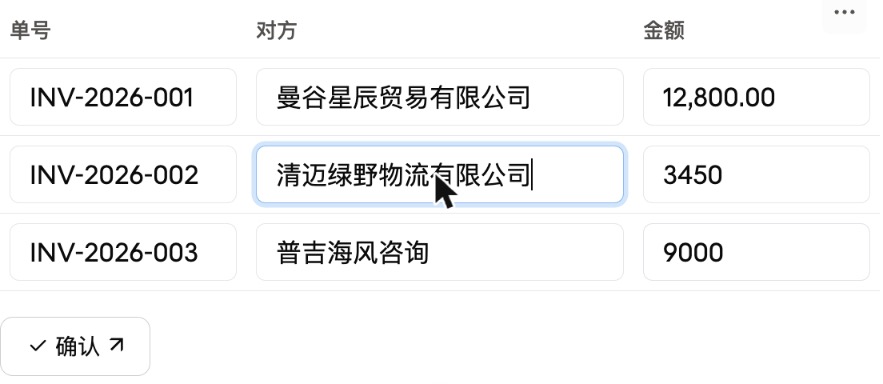 单号 对方 金额
INV-2026-001 曼谷星辰贸易有限公司 12,800.00
INV-2026-002 清迈绿野物流有限公司 3450
INV-2026-003 普吉海风咨询 9000
确认